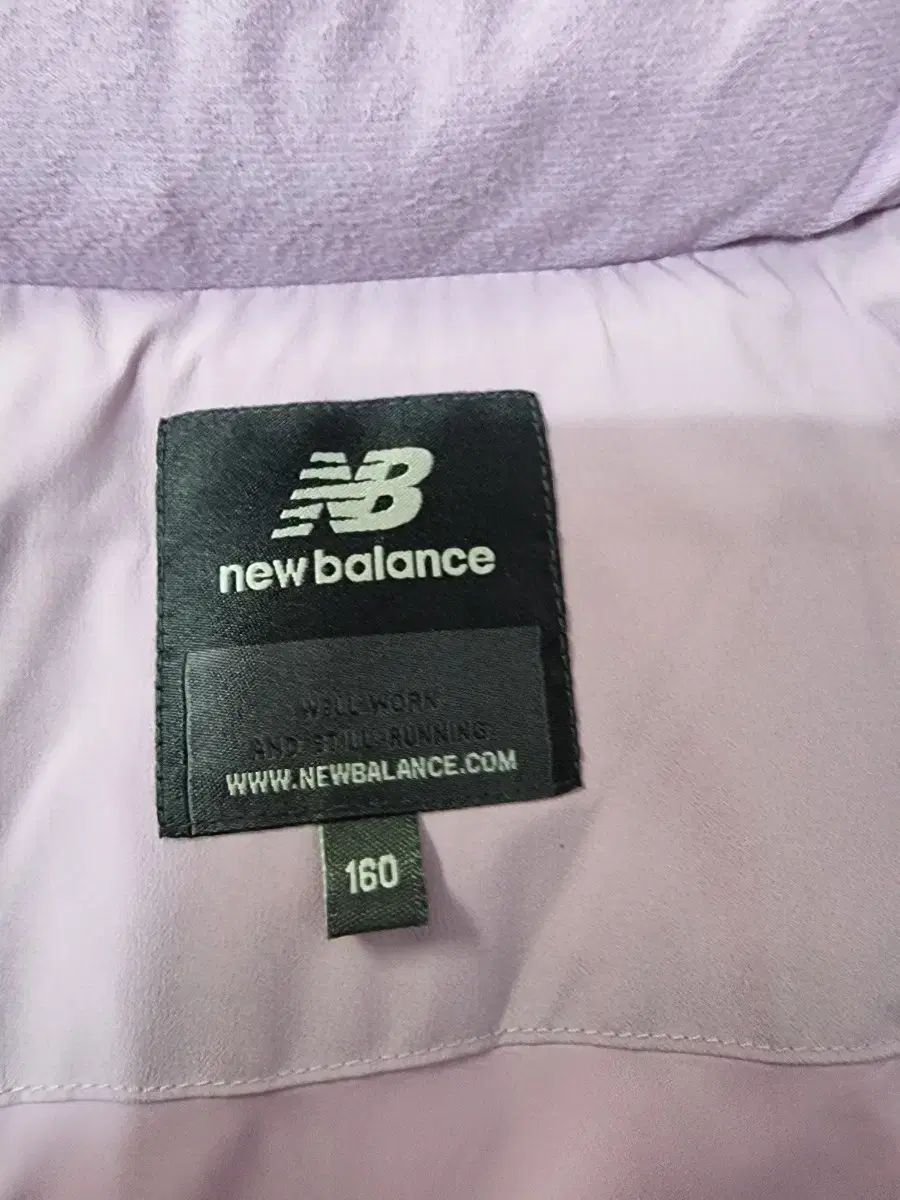 NB
new balance
WELL WORN
AND STILL RUNNING
WWW.NEWBALANCE.COM
160